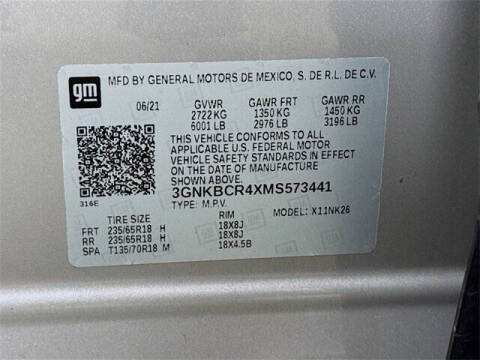 gm
MFD BY GENERAL MOTORS DE MEXICO, S. DE R.L. DE C.V.
06/21 GVWR GAWR FRT GAWR RR
2722 KG 1350 KG 1450 KG
6001 LB 2976 LB 3196 LB
THIS VEHICLE CONFORMS TO ALL
APPLICABLE U.S. FEDERAL MOTOR
VEHICLE SAFETY STANDARDS IN EFFECT
ON THE DATE OF MANUFACTURE
SHOWN ABOVE.
3GNKBCR4XMS573441
316E TYPE: M.P.V.
TIRE SIZE RIM MODEL: X11NK26
FRT 235/65R18 H 18X8J
RR 235/65R18 H 18X8J
SPA T135/70R18 M 18X4.5B